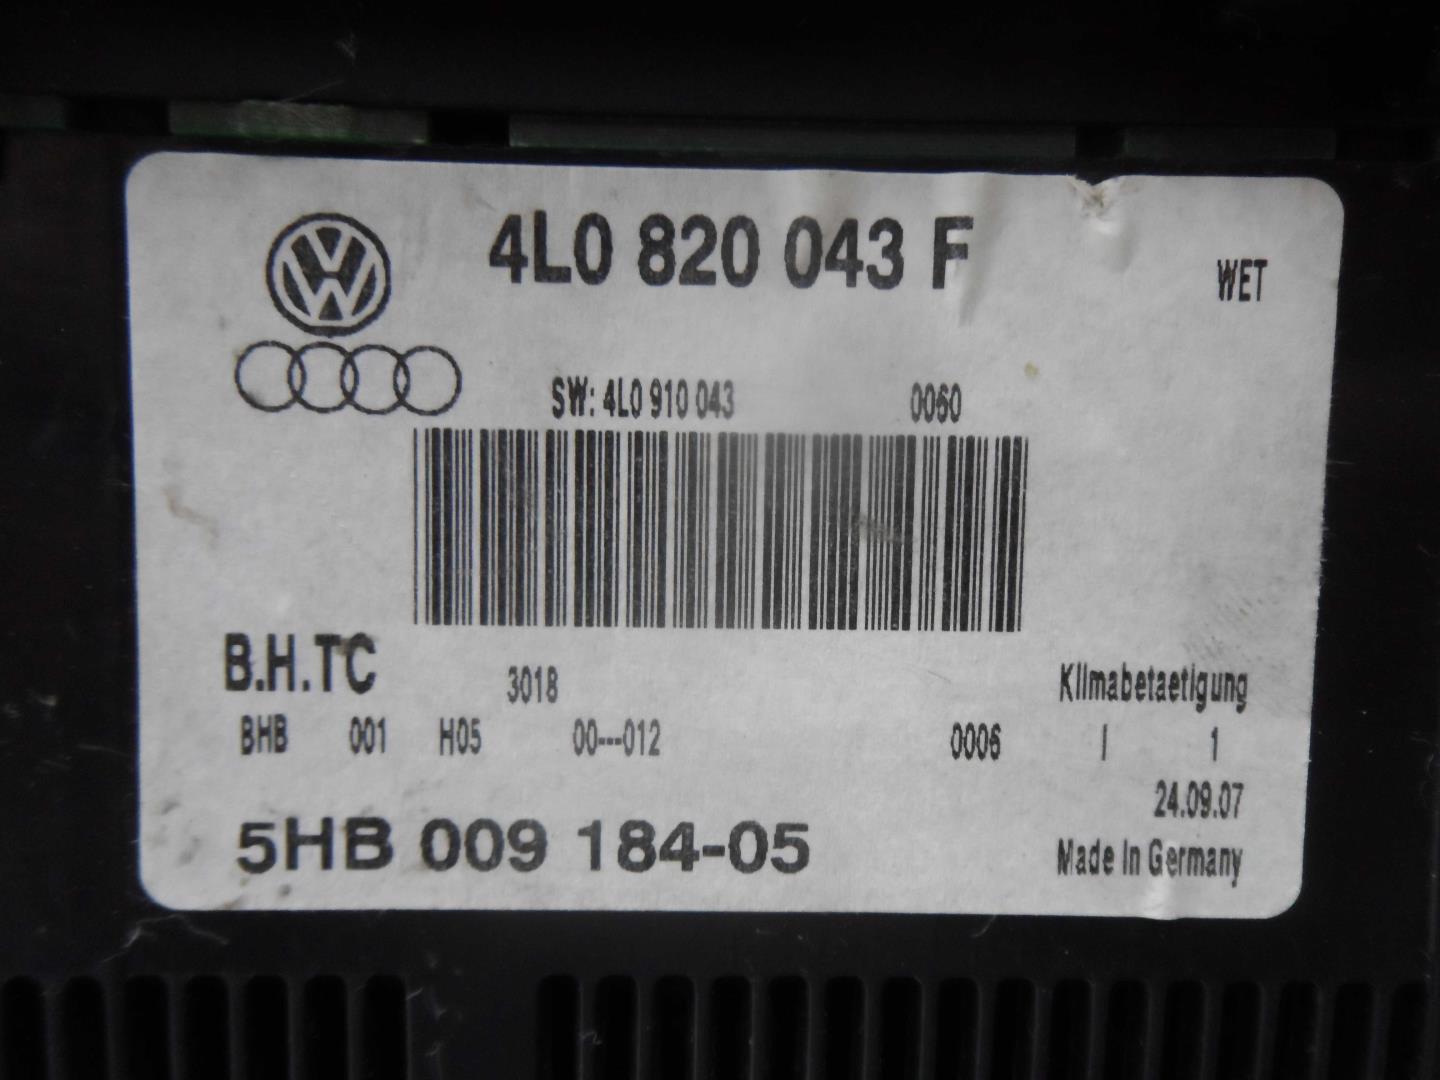 4L0 820 043 F
WET
SW: 4L0 910 043 0060
B.H.TC
3018
Klimabetaetigung
BHB 001 H05 00---012 0006 I 1
24.09.07
5HB 009 184-05
Made In Germany